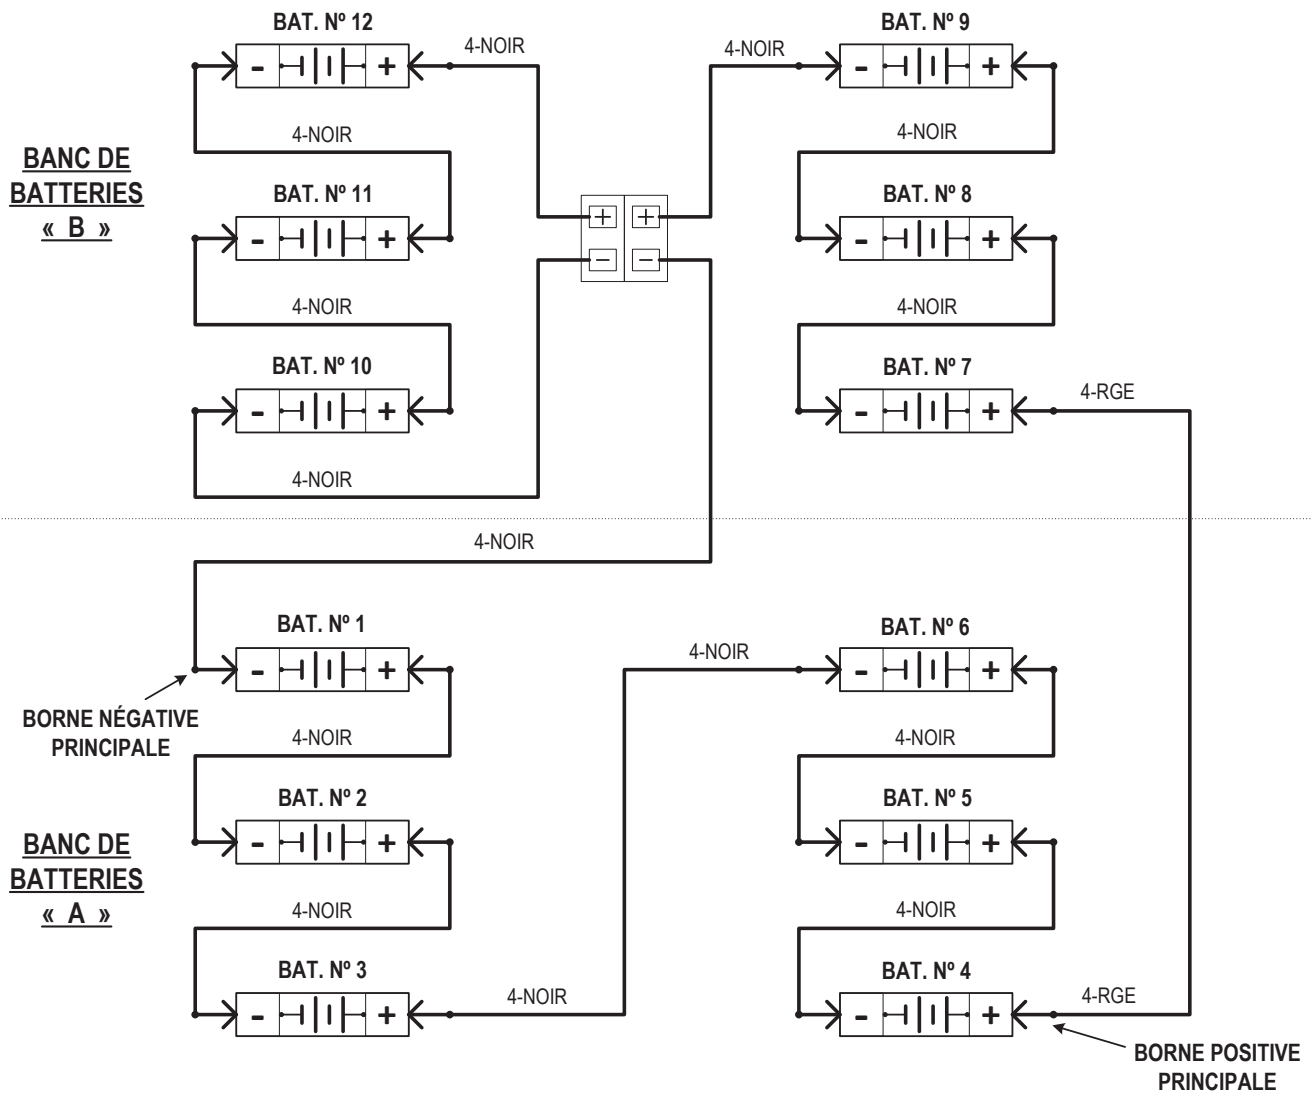 BAT. Nº 12
BAT. Nº 9
4-NOIR
4-NOIR
- +
- +
4-NOIR
4-NOIR
BANC DE
BATTERIES
« B »
BAT. Nº 11
BAT. Nº 8
+ +
- +
- +
- -
4-NOIR
4-NOIR
BAT. Nº 10
BAT. Nº 7
4-RGE
- +
- +
4-NOIR
4-NOIR
BAT. Nº 1
BAT. Nº 6
4-NOIR
- +
- +
BORNE NÉGATIVE
PRINCIPALE
4-NOIR
4-NOIR
BAT. Nº 2
BAT. Nº 5
- +
- +
BANC DE
BATTERIES
« A »
4-NOIR
4-NOIR
BAT. Nº 3
BAT. Nº 4
4-NOIR
4-RGE
- +
- +
BORNE POSITIVE
PRINCIPALE